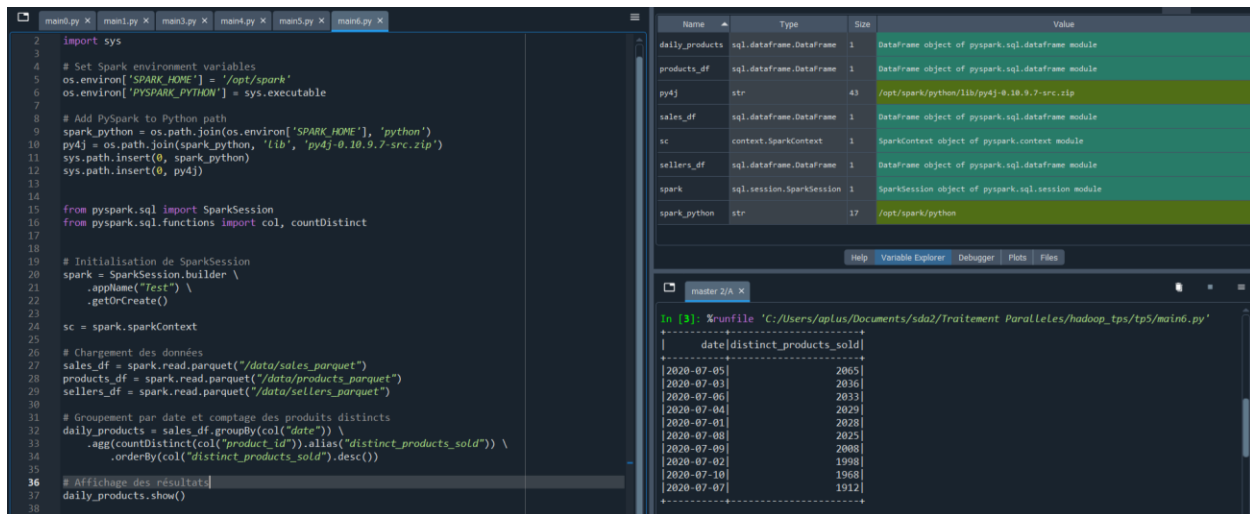 main0.py × main1.py × main3.py × main4.py × main5.py × main6.py ×
2 import sys
3
4 # Set Spark environment variables
5 os.environ['SPARK_HOME'] = '/opt/spark'
6 os.environ['PYSPARK_PYTHON'] = sys.executable
7
8 # Add PySpark to Python path
9 spark_python = os.path.join(os.environ['SPARK_HOME'], 'python')
10 py4j = os.path.join(spark_python, 'lib', 'py4j-0.10.9.7-src.zip')
11 sys.path.insert(0, spark_python)
12 sys.path.insert(0, py4j)
13
14
15 from pyspark.sql import SparkSession
16 from pyspark.sql.functions import col, countDistinct
17
18
19 # Initialisation de SparkSession
20 spark = SparkSession.builder \
21 .appName("Test") \
22 .getOrCreate()
23
24 sc = spark.sparkContext
25
26 # Chargement des données
27 sales_df = spark.read.parquet("/data/sales_parquet")
28 products_df = spark.read.parquet("/data/products_parquet")
29 sellers_df = spark.read.parquet("/data/sellers_parquet")
30
31 # Groupement par date et comptage des produits distincts
32 daily_products = sales_df.groupBy(col("date")) \
33 .agg(countDistinct(col("product_id")).alias("distinct_products_sold")) \
34 .orderBy(col("distinct_products_sold").desc())
35
36 # Affichage des résultats
37 daily_products.show()
38
Name Type Size Value
daily_products sql.dataframe.DataFrame 1 DataFrame object of pyspark.sql.dataframe module
products_df sql.dataframe.DataFrame 1 DataFrame object of pyspark.sql.dataframe module
py4j str 43 /opt/spark/python/lib/py4j-0.10.9.7-src.zip
sales_df sql.dataframe.DataFrame 1 DataFrame object of pyspark.sql.dataframe module
sc context.SparkContext 1 SparkContext object of pyspark.context module
sellers_df sql.dataframe.DataFrame 1 DataFrame object of pyspark.sql.dataframe module
spark sql.session.SparkSession 1 SparkSession object of pyspark.sql.session module
spark_python str 17 /opt/spark/python
Help Variable Explorer Debugger Plots Files
master 2/A ×
In [3]: %runfile 'C:/Users/aplus/Documents/sda2/Traitement Paralleles/hadoop_tps/tp5/main6.py'
+----------+----------------------+
| date|distinct_products_sold|
+----------+----------------------+
|2020-07-05| 2065|
|2020-07-03| 2036|
|2020-07-06| 2033|
|2020-07-04| 2029|
|2020-07-01| 2028|
|2020-07-08| 2025|
|2020-07-09| 2008|
|2020-07-02| 1998|
|2020-07-10| 1968|
|2020-07-07| 1912|
+----------+----------------------+